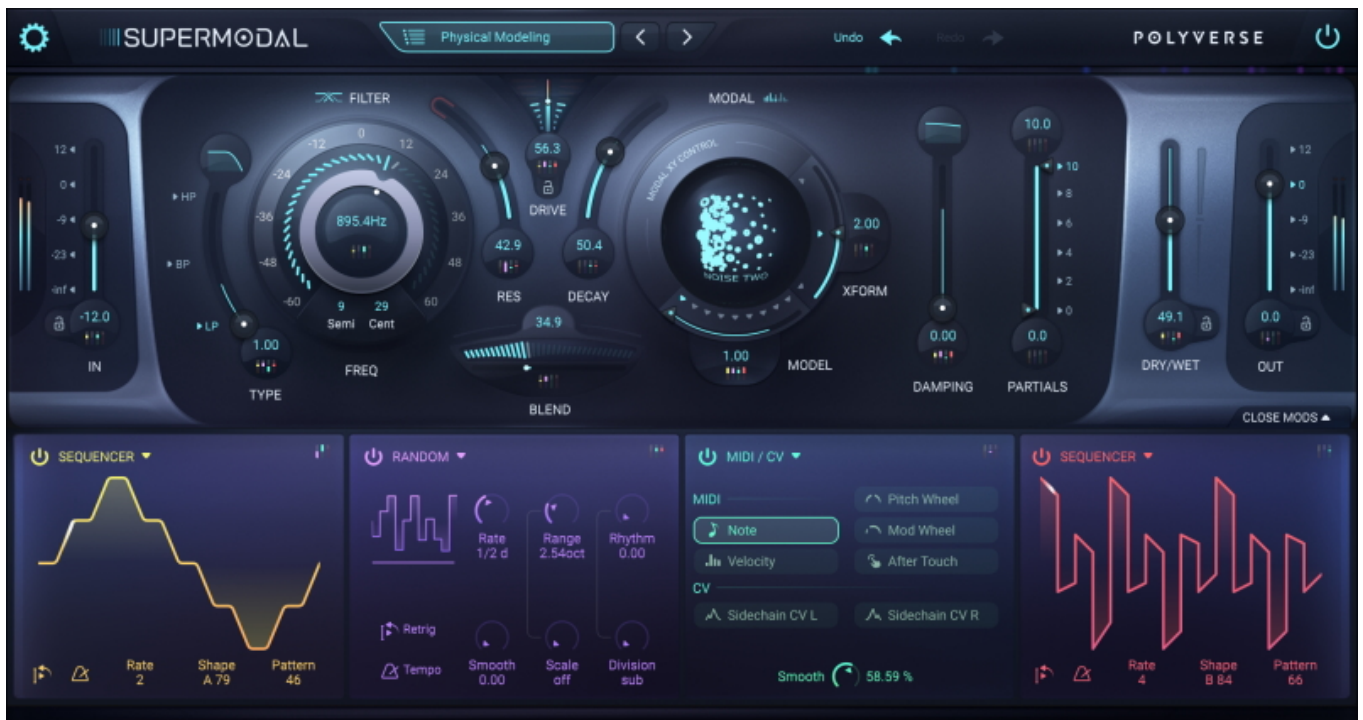 SUPERMODAL
Physical Modeling
Undo
Redo
POLYVERSE
FILTER
MODAL
12
0
-9
-23
-inf
-12.0
IN
HP
BP
LP
1.00
TYPE
-60
-48
-36
-24
-12
0
12
24
36
48
60
895.4Hz
9
Semi
29
Cent
FREQ
42.9
RES
56.3
DRIVE
50.4
DECAY
34.9
BLEND
MODAL XY CONTROL
NOISE TWO
2.00
XFORM
1.00
MODEL
0.00
DAMPING
10.0
10
8
6
4
2
0
0.0
PARTIALS
49.1
DRY/WET
12
0
-9
-23
-inf
0.0
OUT
CLOSE MODS
SEQUENCER
Rate
2
Shape
A 79
Pattern
46
RANDOM
Rate
1/2 d
Range
2.54oct
Rhythm
0.00
Retrig
Tempo
Smooth
0.00
Scale
off
Division
sub
MIDI / CV
MIDI
Pitch Wheel
Note
Mod Wheel
Velocity
After Touch
CV
Sidechain CV L
Sidechain CV R
Smooth
58.59 %
SEQUENCER
Rate
4
Shape
B 84
Pattern
66